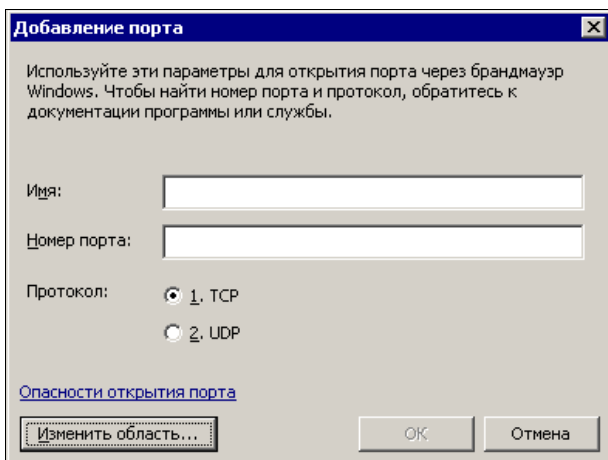 Добавление порта
Используйте эти параметры для открытия порта через брандмауэр
Windows. Чтобы найти номер порта и протокол, обратитесь к
документации программы или службы.
Имя:
Номер порта:
Протокол:
1. TCP
2. UDP
Опасности открытия порта
Изменить область...
ОК
Отмена